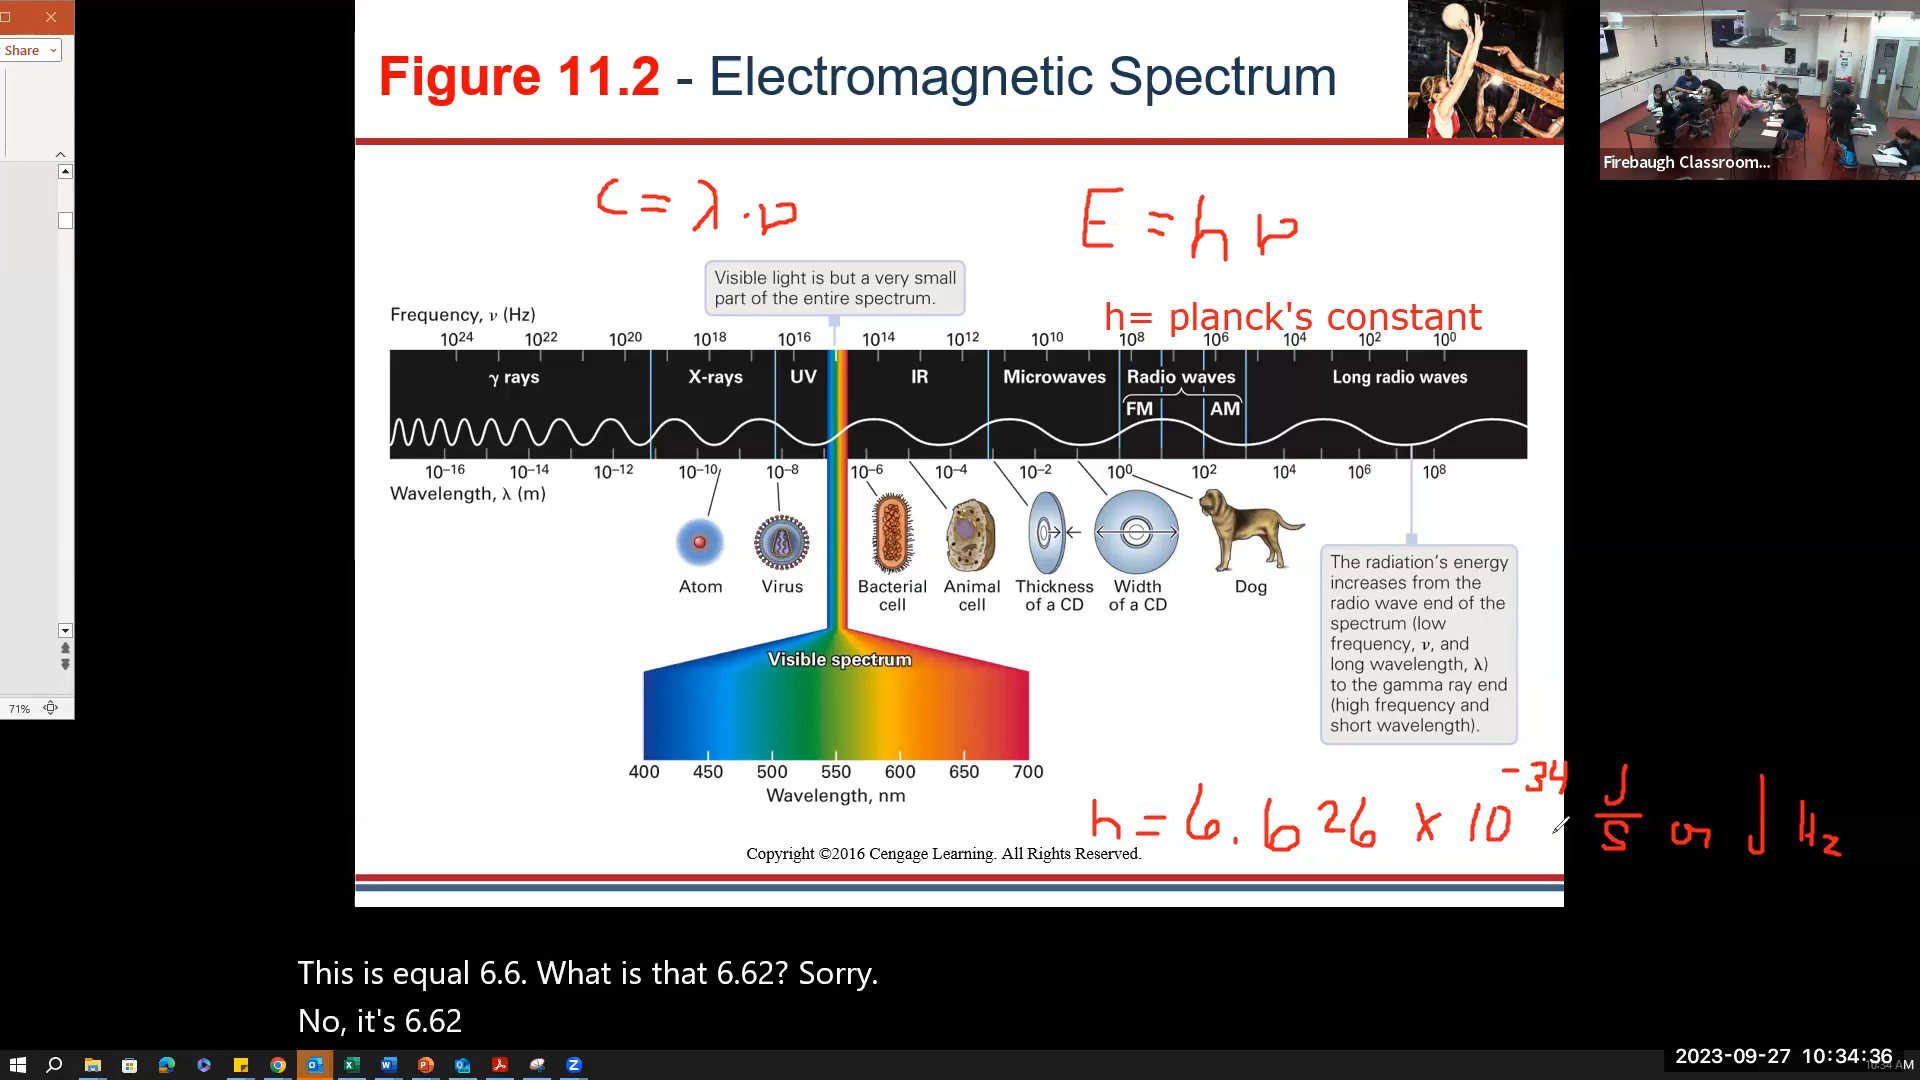 Share
Figure 11.2 - Electromagnetic Spectrum
Firebaugh Classroom...
C = λ · ν
E = h ν
Visible light is but a very small
part of the entire spectrum.
h= planck's constant
Frequency, ν (Hz)
10²⁴ 10²² 10²⁰ 10¹⁸ 10¹⁶ 10¹⁴ 10¹² 10¹⁰ 10⁸ 10⁶ 10⁴ 10² 10⁰
γ rays X-rays UV IR Microwaves Radio waves Long radio waves
FM AM
10⁻¹⁶ 10⁻¹⁴ 10⁻¹² 10⁻¹⁰ 10⁻⁸ 10⁻⁶ 10⁻⁴ 10⁻² 10⁰ 10² 10⁴ 10⁶ 10⁸
Wavelength, λ (m)
Atom Virus Bacterial cell Animal cell Thickness of a CD Width of a CD Dog
The radiation's energy
increases from the
radio wave end of the
spectrum (low
frequency, ν, and
long wavelength, λ)
to the gamma ray end
(high frequency and
short wavelength).
Visible spectrum
400 450 500 550 600 650 700
Wavelength, nm
h = 6.626 x 10⁻³⁴ J/s or J Hz
Copyright ©2016 Cengage Learning. All Rights Reserved.
71%
This is equal 6.6. What is that 6.62? Sorry.
No, it's 6.62
2023-09-27 10:34:36